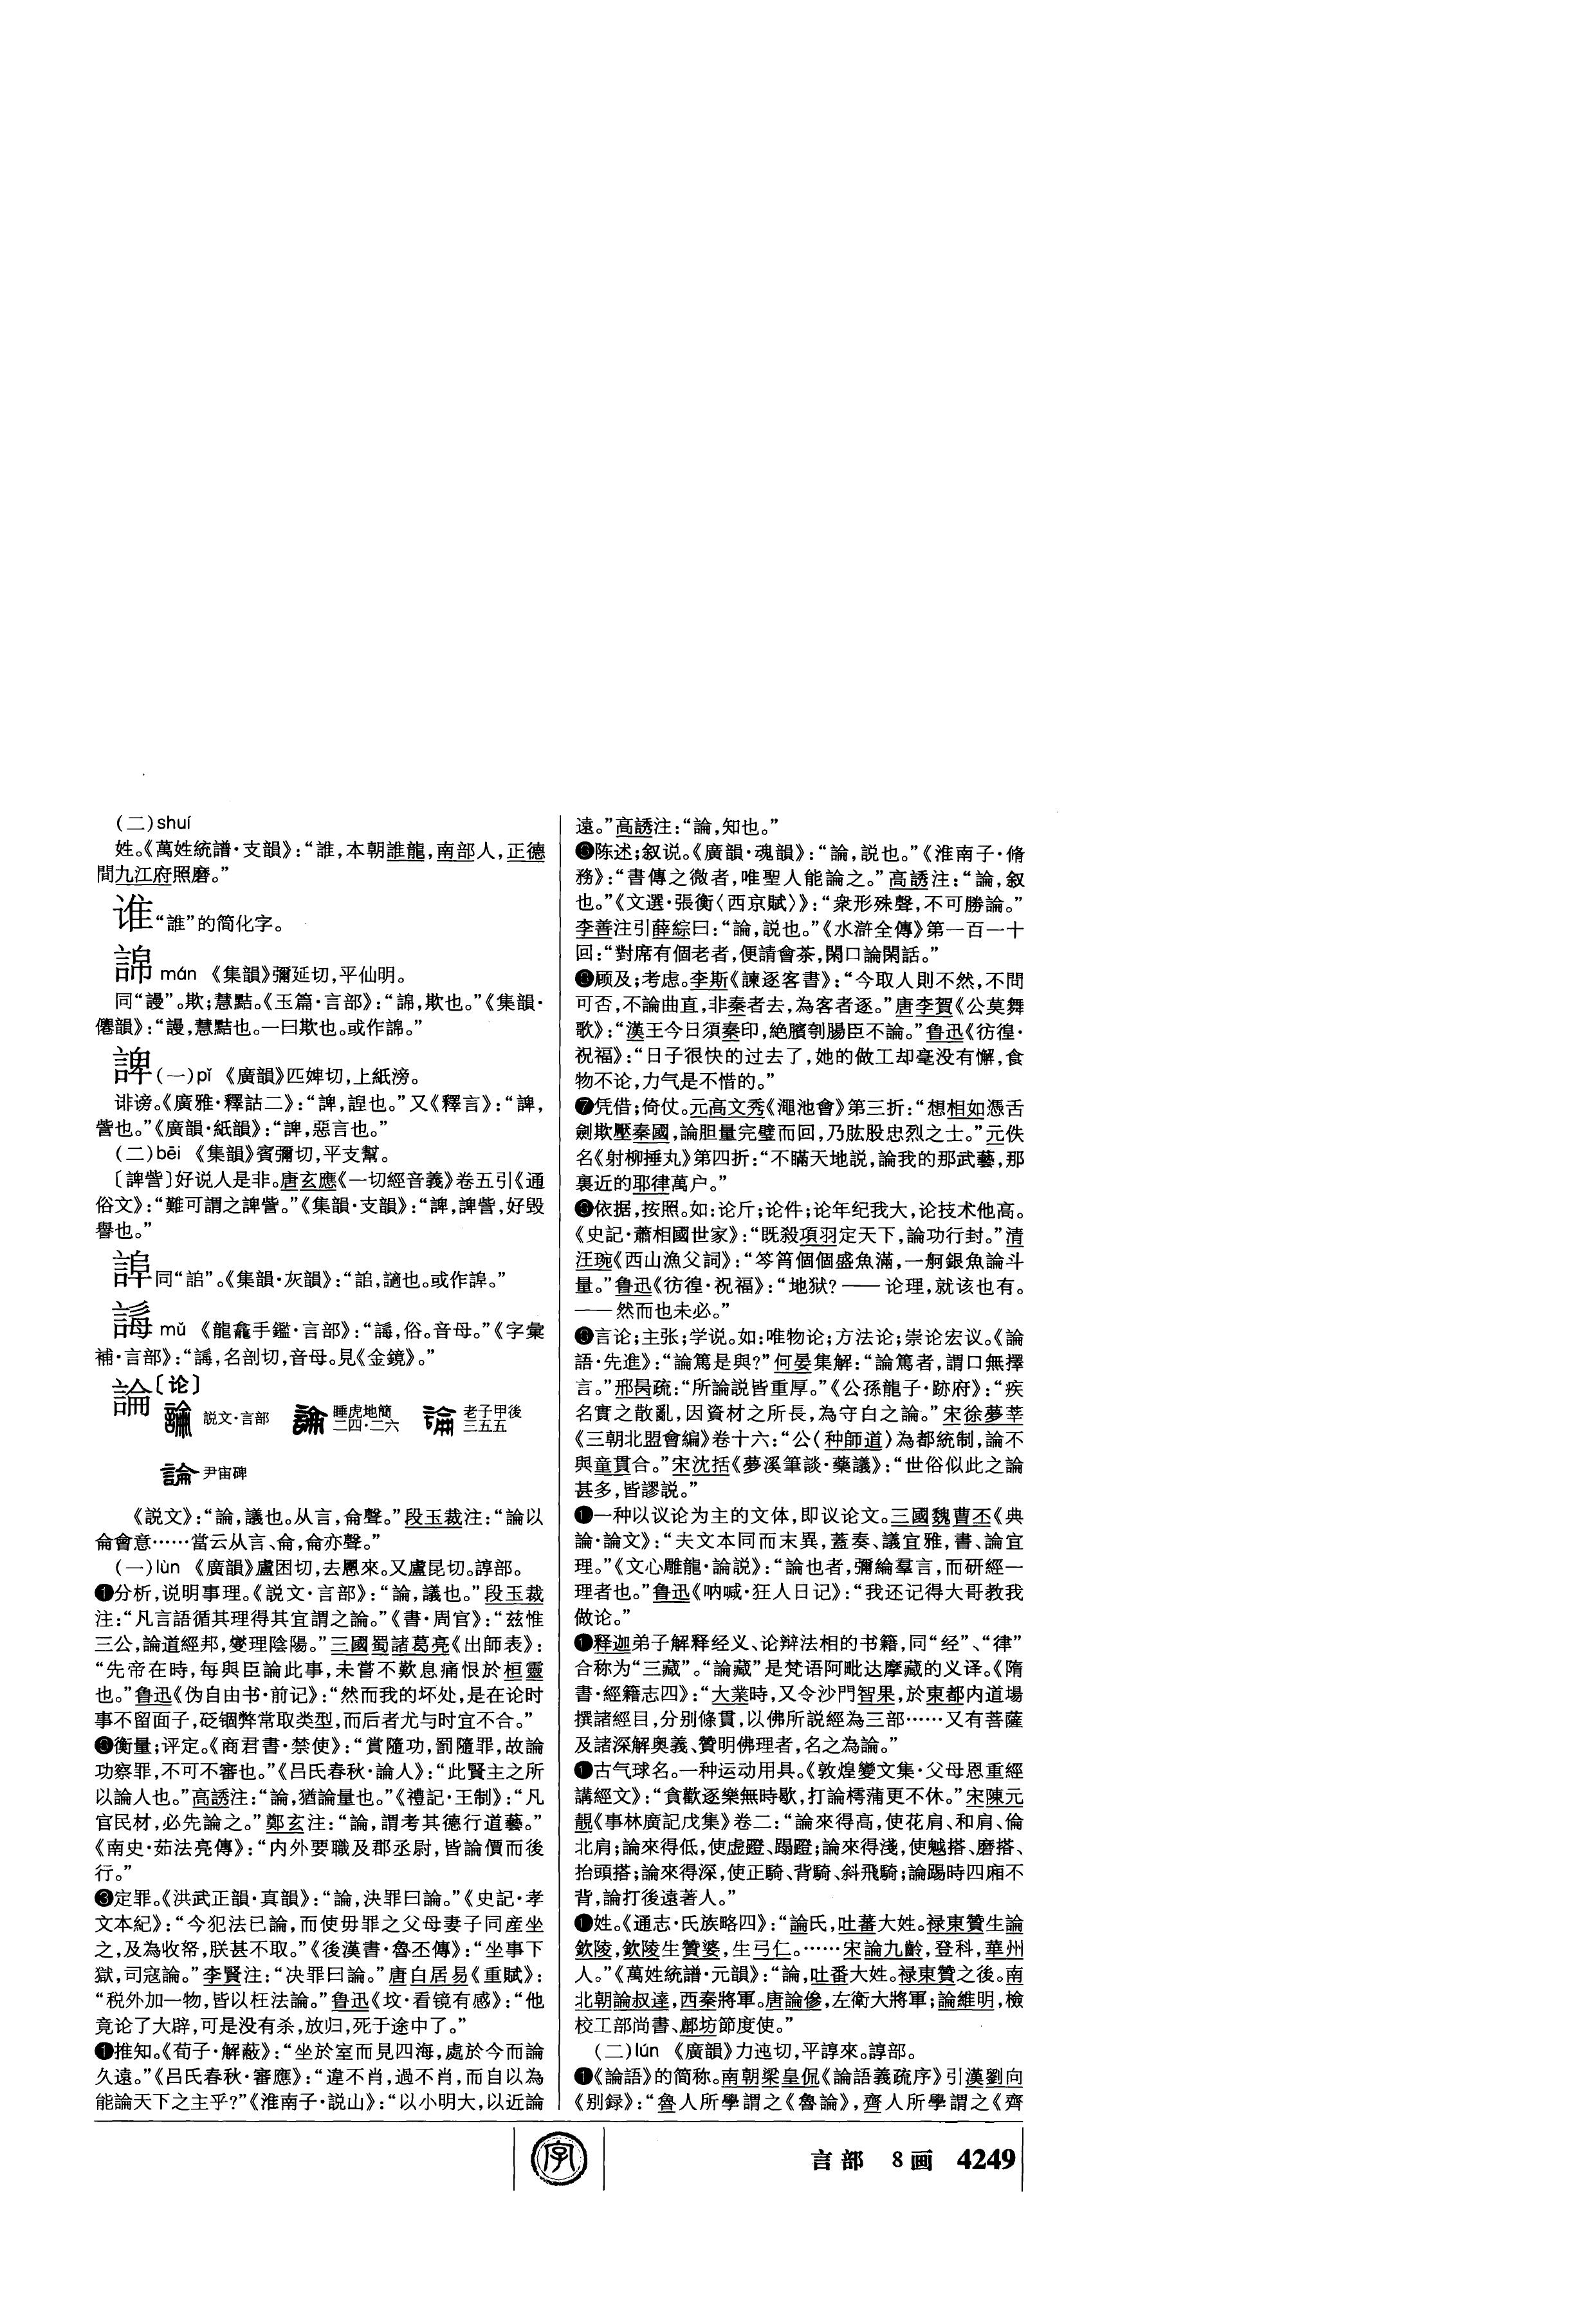 (二)shuí
姓。《萬姓統譜·支韻》:“誰,本朝誰龍,南部人,正德
間九江府照磨。”
谁“誰”的简化字。
誴 mán 《集韻》彌延切,平仙明。
同“謾”。欺;慧黠。《玉篇·言部》:“ ,欺也。”《集韻·
僊韻》:“謾,慧黠也。一曰欺也。或作 。”
諀(一)pǐ 《廣韻》匹婢切,上紙滂。
诽谤。《廣雅·釋詁二》:“諀,䛩也。”又《釋言》:“諀,
訾也。”《廣韻·紙韻》:“諀,惡言也。”
(二)bēi 《集韻》賓彌切,平支幫。
〔諀訾〕好说人是非。唐玄應《一切經音義》卷五引《通
俗文》:“難可謂之諀訾。”《集韻·支韻》:“諀,諀訾,好毁
譽也。”
同“ ”。《集韻·灰韻》:“ ,謫也。或作 。”
mǔ 《龍龕手鑑·言部》:“ ,俗。音母。”《字彙
補·言部》:“ ,名剖切,音母。見《金鏡》。”
論〔论〕
説文·言部 睡虎地簡二四·二六 老子甲後三五五
尹宙碑
《説文》:“論,議也。从言,侖聲。”段玉裁注:“論以
侖會意……當云从言、侖,侖亦聲。”
(一)lùn 《廣韻》盧困切,去慁來。又盧昆切。諄部。
❶分析,说明事理。《説文·言部》:“論,議也。”段玉裁
注:“凡言語循其理得其宜謂之論。”《書·周官》:“兹惟
三公,論道經邦,燮理陰陽。”三國蜀諸葛亮《出師表》:
“先帝在時,每與臣論此事,未嘗不歎息痛恨於桓靈
也。”鲁迅《伪自由书·前记》:“然而我的坏处,是在论时
事不留面子,砭锢弊常取类型,而后者尤与时宜不合。”
衡量;评定。《商君書·禁使》:“賞隨功,罰隨罪,故論
功察罪,不可不審也。”《吕氏春秋·論人》:“此賢主之所
以論人也。”高誘注:“論,猶論量也。”《禮記·王制》:“凡
官民材,必先論之。”鄭玄注:“論,謂考其德行道藝。”
《南史·茹法亮傳》:“内外要職及郡丞尉,皆論價而後
行。”
❸定罪。《洪武正韻·真韻》:“論,決罪曰論。”《史記·孝
文本紀》:“今犯法已論,而使毋罪之父母妻子同産坐
之,及為收帑,朕甚不取。”《後漢書·魯丕傳》:“坐事下
獄,司寇論。”李賢注:“决罪曰論。”唐白居易《重賦》:
“税外加一物,皆以枉法論。”鲁迅《坟·看镜有感》:“他
竟论了大辟,可是没有杀,放归,死于途中了。”
推知。《荀子·解蔽》:“坐於室而見四海,處於今而論
久遠。”《吕氏春秋·審應》:“違不肖,過不肖,而自以為
能論天下之主乎?”《淮南子·説山》:“以小明大,以近論
遠。”高誘注:“論,知也。”
陈述;叙说。《廣韻·魂韻》:“論,説也。”《淮南子·脩
務》:“書傳之微者,唯聖人能論之。”高誘注:“論,叙
也。”《文選·張衡〈西京賦〉》:“衆形殊聲,不可勝論。”
李善注引薛綜曰:“論,説也。”《水滸全傳》第一百一十
回:“對席有個老者,便請會茶,閑口論閑話。”
顾及;考虑。李斯《諫逐客書》:“今取人則不然,不問
可否,不論曲直,非秦者去,為客者逐。”唐李賀《公莫舞
歌》:“漢王今日須秦印,絶臏刳腸臣不論。”鲁迅《彷徨·
祝福》:“日子很快的过去了,她的做工却毫没有懈,食
物不论,力气是不惜的。”
❼凭借;倚仗。元高文秀《澠池會》第三折:“想相如憑舌
劍欺壓秦國,論胆量完璧而回,乃肱股忠烈之士。”元佚
名《射柳捶丸》第四折:“不瞞天地説,論我的那武藝,那
裏近的耶律萬户。”
依据,按照。如:论斤;论件;论年纪我大,论技术他高。
《史記·蕭相國世家》:“既殺項羽定天下,論功行封。”清
汪琬《西山漁父詞》:“笭筲個個盛魚滿,一舸銀魚論斗
量。”鲁迅《彷徨·祝福》:“地狱?——论理,就该也有。
——然而也未必。”
言论;主张;学说。如:唯物论;方法论;崇论宏议。《論
語·先進》:“論篤是與?”何晏集解:“論篤者,謂口無擇
言。”邢昺疏:“所論説皆重厚。”《公孫龍子·跡府》:“疾
名實之散亂,因資材之所長,為守白之論。”宋徐夢莘
《三朝北盟會編》卷十六:“公(种師道)為都統制,論不
與童貫合。”宋沈括《夢溪筆談·藥議》:“世俗似此之論
甚多,皆謬説。”
一种以议论为主的文体,即议论文。三國魏曹丕《典
論·論文》:“夫文本同而末異,蓋奏、議宜雅,書、論宜
理。”《文心雕龍·論説》:“論也者,彌綸羣言,而研經一
理者也。”鲁迅《呐喊·狂人日记》:“我还记得大哥教我
做论。”
释迦弟子解释经义、论辩法相的书籍,同“经”、“律”
合称为“三藏”。“論藏”是梵语阿毗达摩藏的义译。《隋
書·經籍志四》:“大業時,又令沙門智果,於東都内道場
撰諸經目,分别條貫,以佛所説經為三部……又有菩薩
及諸深解奥義、贊明佛理者,名之為論。”
古气球名。一种运动用具。《敦煌變文集·父母恩重經
講經文》:“貪歡逐樂無時歇,打論樗蒲更不休。”宋陳元
靚《事林廣記戊集》卷二:“論來得高,使花肩、和肩、倫
北肩;論來得低,使虚蹬、蹋蹬;論來得淺,使 搭、磨搭、
抬頭搭;論來得深,使正騎、背騎、斜飛騎;論踢時四廂不
背,論打後遠著人。”
姓。《通志·氏族略四》:“論氏,吐蕃大姓。禄東贊生論
欽陵,欽陵生贊婆,生弓仁。……宋論九齡,登科,華州
人。”《萬姓統譜·元韻》:“論,吐番大姓。禄東贊之後。南
北朝論叔達,西秦將軍。唐論傪,左衛大將軍;論維明,檢
校工部尚書、鄜坊節度使。”
(二)lún 《廣韻》力迍切,平諄來。諄部。
《論語》的简称。南朝梁皇侃《論語義疏序》引漢劉向
《别録》:“魯人所學謂之《魯論》,齊人所學謂之《齊
字
言部 8画 4249